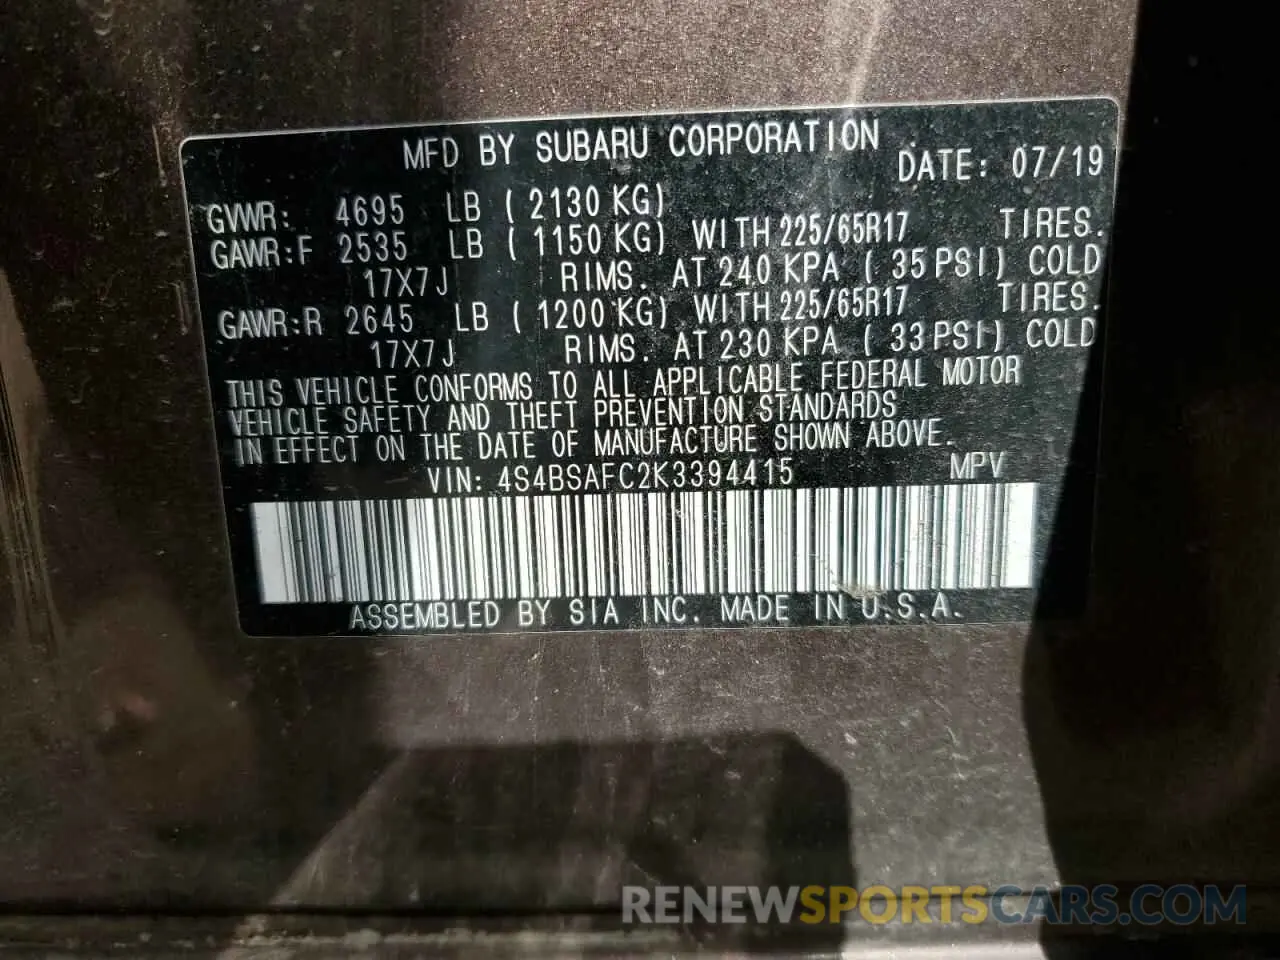 MFD BY SUBARU CORPORATION DATE: 07/19
GVWR: 4695 LB ( 2130 KG)
GAWR:F 2535 LB ( 1150 KG) WITH 225/65R17 TIRES.
17X7J RIMS. AT 240 KPA ( 35 PSI) COLD
GAWR:R 2645 LB ( 1200 KG) WITH 225/65R17 TIRES.
17X7J RIMS. AT 230 KPA ( 33 PSI) COLD
THIS VEHICLE CONFORMS TO ALL APPLICABLE FEDERAL MOTOR
VEHICLE SAFETY AND THEFT PREVENTION STANDARDS
IN EFFECT ON THE DATE OF MANUFACTURE SHOWN ABOVE.
VIN: 4S4BSAFC2K3394415 MPV
ASSEMBLED BY SIA INC. MADE IN U.S.A.
RENEWSPORTSCARS.COM